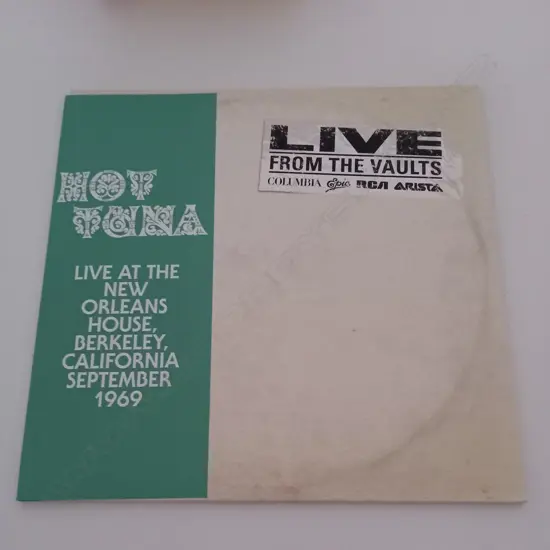 HOT
TUNA
LIVE AT THE
NEW
ORLEANS
HOUSE,
BERKELEY,
CALIFORNIA
SEPTEMBER
1969
LIVE
FROM THE VAULTS
COLUMBIA Epic RCA ARISTA